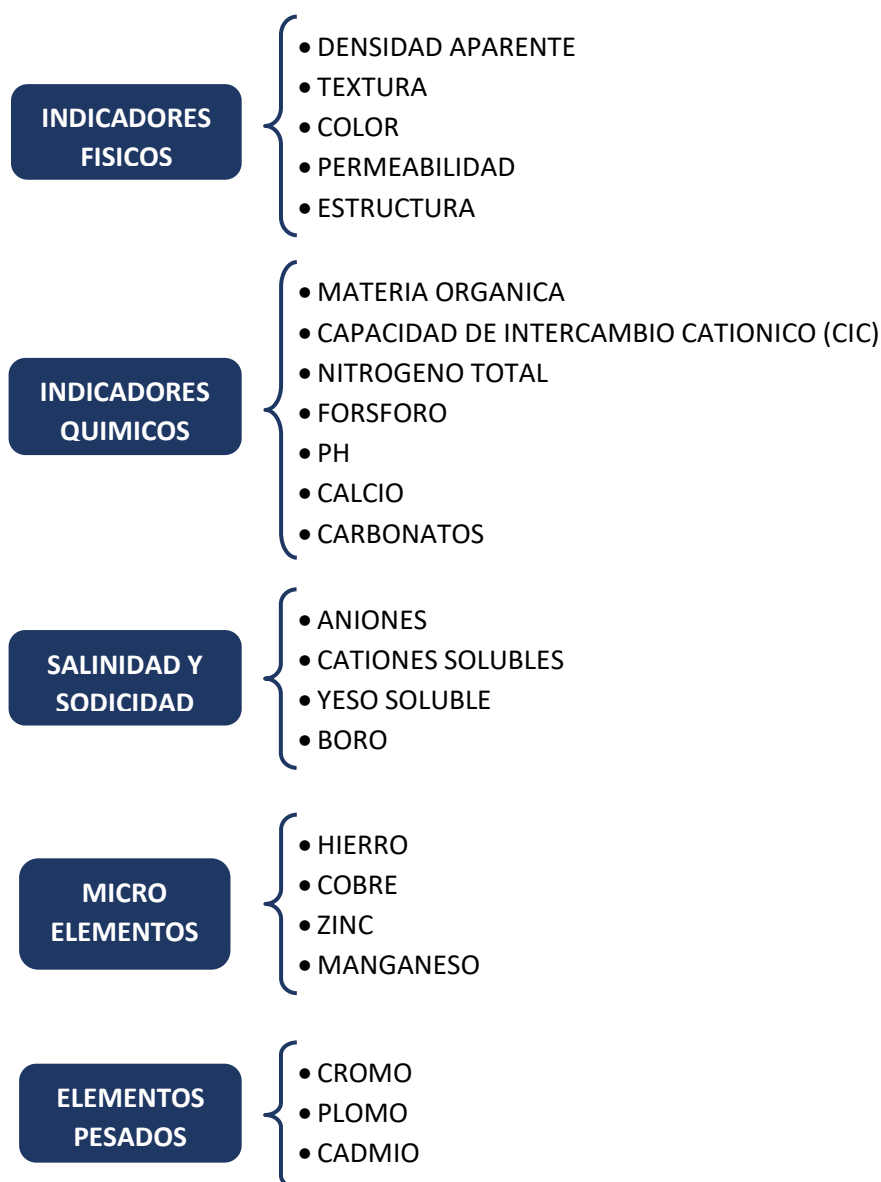 INDICADORES
FISICOS
• DENSIDAD APARENTE
• TEXTURA
• COLOR
• PERMEABILIDAD
• ESTRUCTURA
INDICADORES
QUIMICOS
• MATERIA ORGANICA
• CAPACIDAD DE INTERCAMBIO CATIONICO (CIC)
• NITROGENO TOTAL
• FORSFORO
• PH
• CALCIO
• CARBONATOS
SALINIDAD Y
SODICIDAD
• ANIONES
• CATIONES SOLUBLES
• YESO SOLUBLE
• BORO
MICRO
ELEMENTOS
• HIERRO
• COBRE
• ZINC
• MANGANESO
ELEMENTOS
PESADOS
• CROMO
• PLOMO
• CADMIO